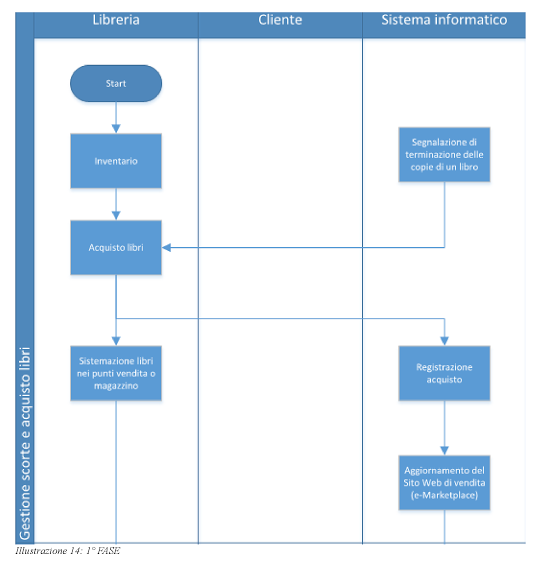 Libreria
Cliente
Sistema informatico
Start
Inventario
Segnalazione di
terminazione delle
copie di un libro
Acquisto libri
Sistemazione libri
nei punti vendita o
magazzino
Registrazione
acquisto
Aggiornamento del
Sito Web di vendita
(e-Marketplace)
Gestione scorte e acquisto libri
Illustrazione 14: 1° FASE